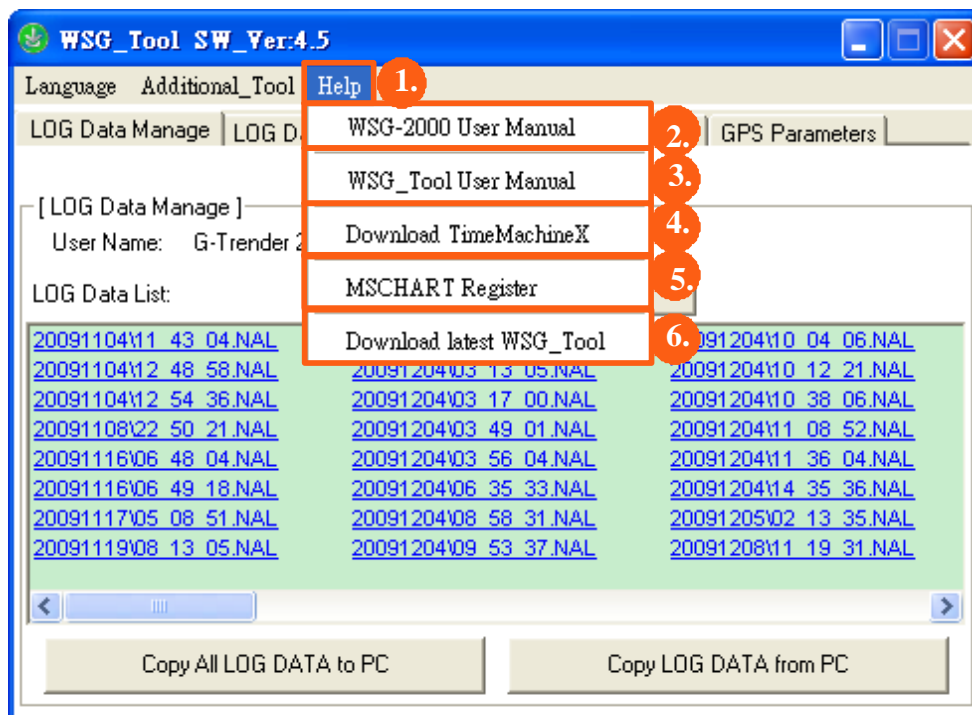 WSG_Tool SW_Ver:4.5
Language Additional_Tool Help 1.
LOG Data Manage LOG D GPS Parameters
WSG-2000 User Manual 2.
WSG_Tool User Manual 3.
[ LOG Data Manage ]
User Name: G-Trender 2
Download TimeMachineX 4.
LOG Data List:
MSCHART Register 5.
Download latest WSG_Tool 6.
20091104\11_43_04.NAL 091204\10_04_06.NAL
20091104\12_48_58.NAL 20091204\03_13_05.NAL 20091204\10_12_21.NAL
20091104\12_54_36.NAL 20091204\03_17_00.NAL 20091204\10_38_06.NAL
20091108\22_50_21.NAL 20091204\03_49_01.NAL 20091204\11_08_52.NAL
20091116\06_48_04.NAL 20091204\03_56_04.NAL 20091204\11_36_04.NAL
20091116\06_49_18.NAL 20091204\06_35_33.NAL 20091204\14_35_36.NAL
20091117\05_08_51.NAL 20091204\08_58_31.NAL 20091205\02_13_35.NAL
20091119\08_13_05.NAL 20091204\09_53_37.NAL 20091208\11_19_31.NAL
Copy All LOG DATA to PC Copy LOG DATA from PC